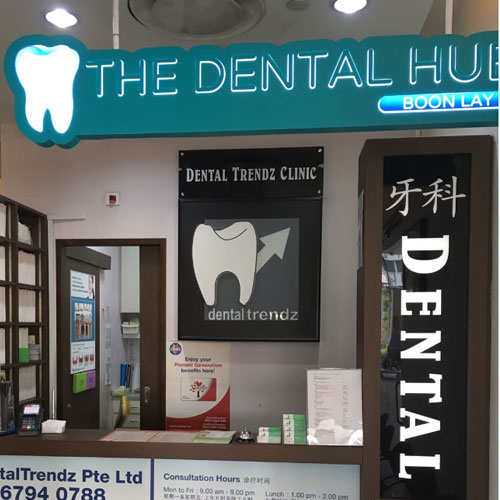 THE DENTAL HUB
BOON LAY
DENTAL TRENDZ CLINIC
dental trendz
牙科
DENTAL
Enjoy your
Pioneer Generation
benefits here!
talTrendz Pte Ltd
6794 0788
Consultation Hours 诊疗时间
Mon to Fri : 9.00 am - 9.00 pm
Lunch : 1.00 pm - 2.00 pm